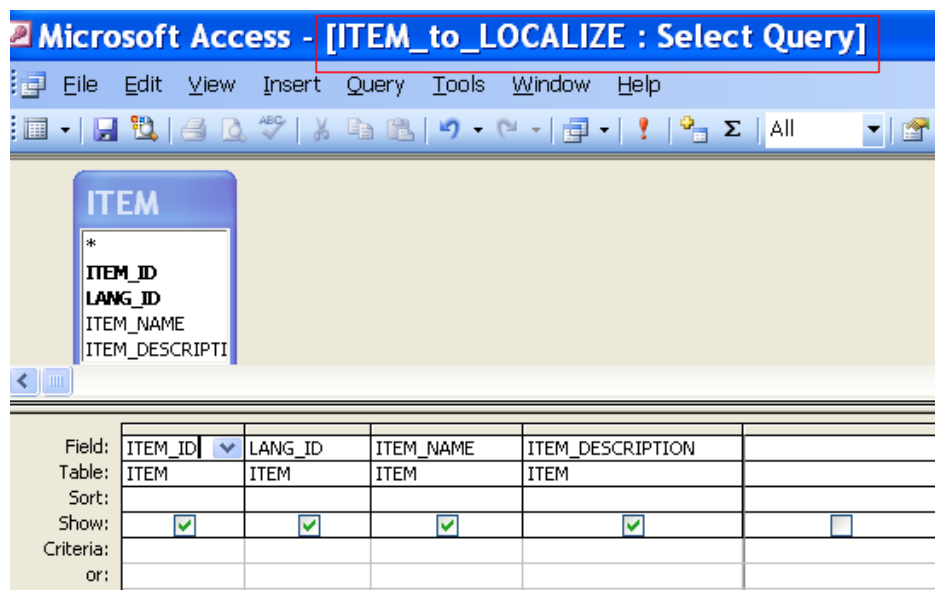 Microsoft Access - [ITEM_to_LOCALIZE : Select Query]
File Edit View Insert Query Tools Window Help
ABC Σ All
ITEM
*
ITEM_ID
LANG_ID
ITEM_NAME
ITEM_DESCRIPTI
Field: ITEM_ID LANG_ID ITEM_NAME ITEM_DESCRIPTION
Table: ITEM ITEM ITEM ITEM
Sort:
Show:
Criteria:
or: